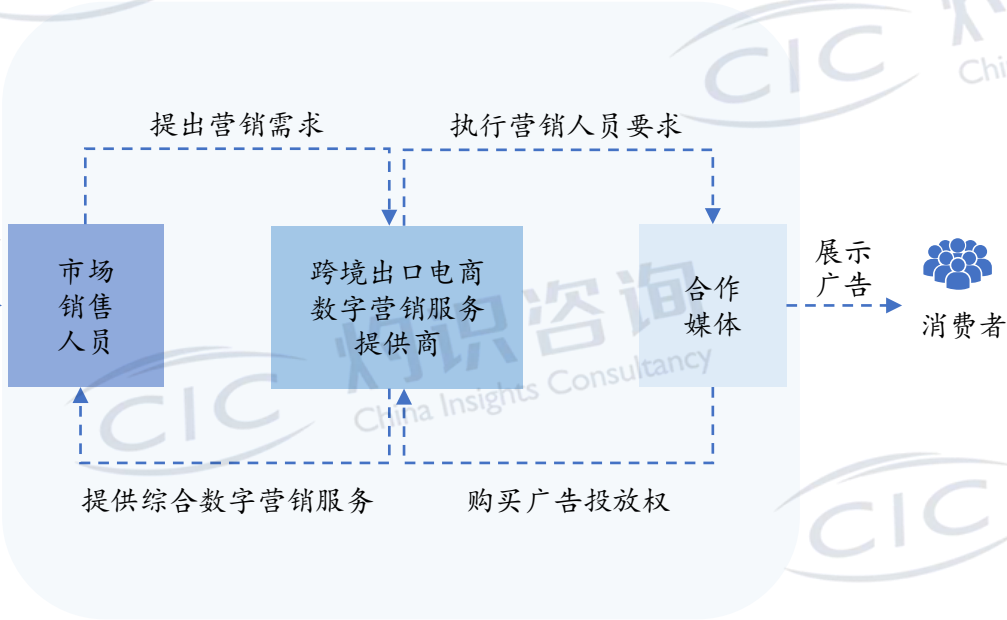 CIC
Chi
提出营销需求
执行营销人员要求
市场
销售
人员
跨境出口电商
数字营销服务
提供商
合作
媒体
展示
广告
消费者
灼识咨询
China Insights Consultancy
CIC
提供综合数字营销服务
购买广告投放权
CIC